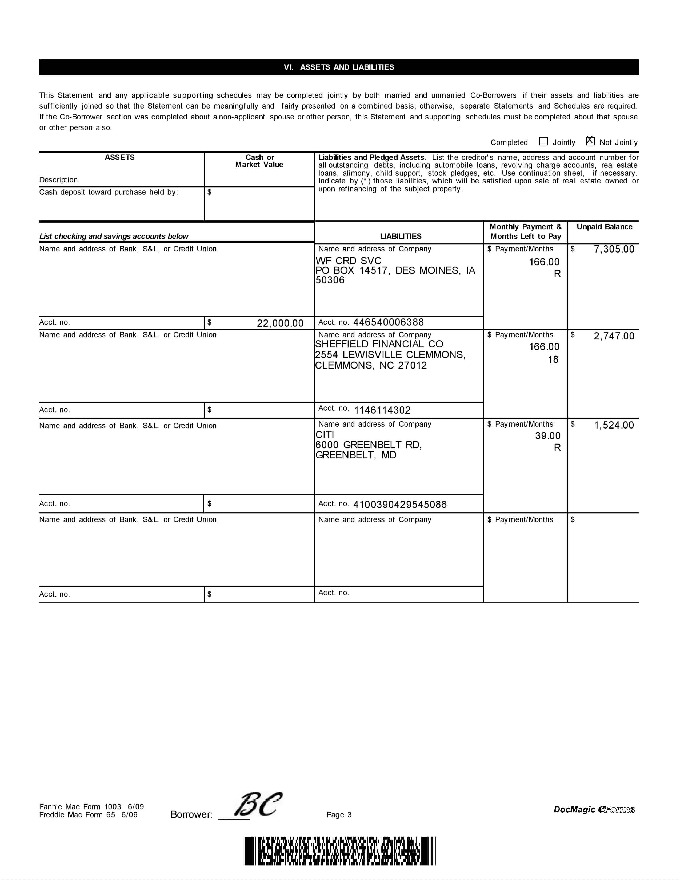 VI. ASSETS AND LIABILITIES
This Statement and any applicable supporting schedules may be completed jointly by both married and unmarried Co-Borrowers if their assets and liabilities are
sufficiently joined so that the Statement can be meaningfully and fairly presented on a combined basis; otherwise, separate Statements and Schedules are required.
If the Co-Borrower section was completed about a non-applicant spouse or other person, this Statement and supporting schedules must be completed about that spouse
or other person also.
Completed ☐ Jointly ☒ Not Jointly
ASSETS
Description
Cash or
Market Value
Liabilities and Pledged Assets. List the creditor's name, address and account number for
all outstanding debts, including automobile loans, revolving charge accounts, real estate
loans, alimony, child support, stock pledges, etc. Use continuation sheet, if necessary.
Indicate by (*) those liabilities, which will be satisfied upon sale of real estate owned or
upon refinancing of the subject property.
Cash deposit toward purchase held by: $
List checking and savings accounts below
LIABILITIES
Monthly Payment &
Months Left to Pay
Unpaid Balance
Name and address of Bank, S&L, or Credit Union
Name and address of Company
WF CRD SVC
PO BOX 14517, DES MOINES, IA
50306
$ Payment/Months
166.00
R
$ 7,305.00
Acct. no. $ 22,000.00
Acct. no. 446540006388
Name and address of Bank, S&L, or Credit Union
Name and address of Company
SHEFFIELD FINANCIAL CO
2554 LEWISVILLE CLEMMONS,
CLEMMONS, NC 27012
$ Payment/Months
166.00
16
$ 2,747.00
Acct. no. $
Acct. no. 1146114302
Name and address of Bank, S&L, or Credit Union
Name and address of Company
CITI
6000 GREENBELT RD,
GREENBELT, MD
$ Payment/Months
39.00
R
$ 1,524.00
Acct. no. $
Acct. no. 4100390429545086
Name and address of Bank, S&L, or Credit Union
Name and address of Company
$ Payment/Months
$
Acct. no. $
Acct. no.
Fannie Mae Form 1003 6/09
Freddie Mac Form 65 6/09
Borrower: BC
Page 3
DocMagic